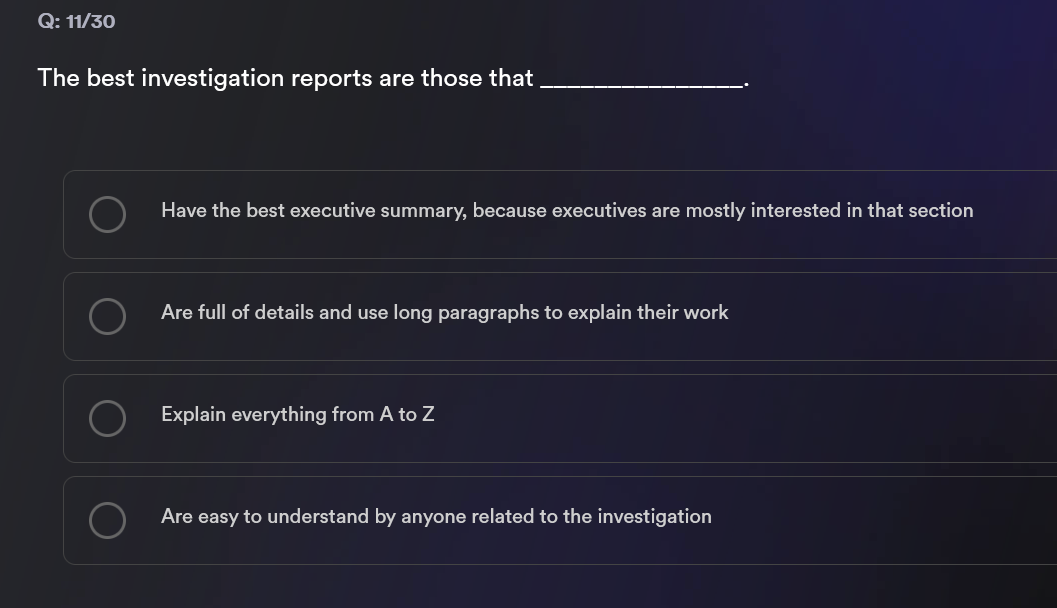 Q: 11/30
The best investigation reports are those that _______________.
Have the best executive summary, because executives are mostly interested in that section
Are full of details and use long paragraphs to explain their work
Explain everything from A to Z
Are easy to understand by anyone related to the investigation